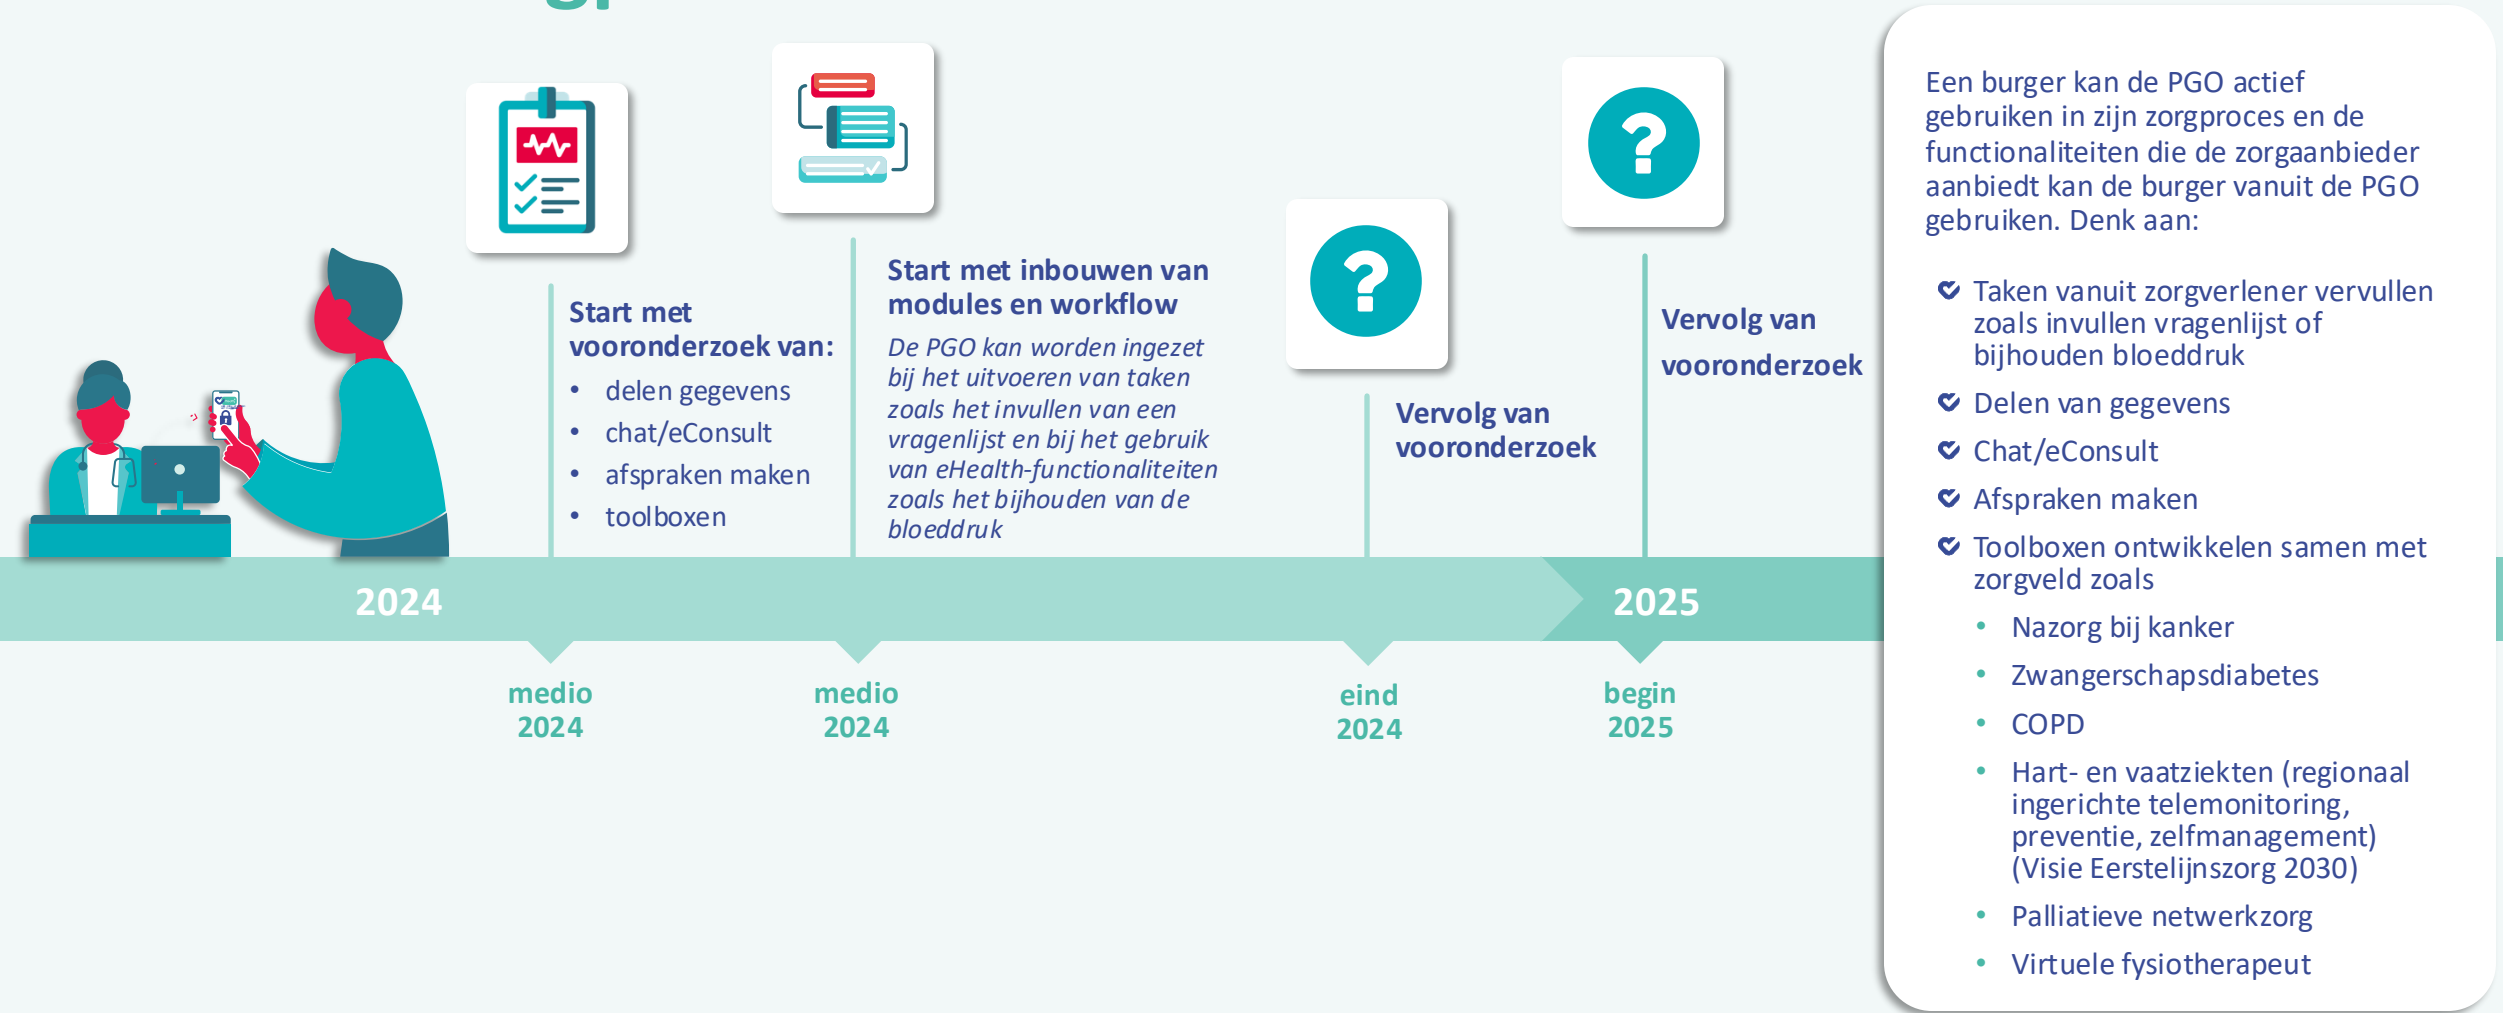 Start met
vooronderzoek van:
• delen gegevens
• chat/eConsult
• afspraken maken
• toolboxen
Start met inbouwen van
modules en workflow
De PGO kan worden ingezet
bij het uitvoeren van taken
zoals het invullen van een
vragenlijst en bij het gebruik
van eHealth-functionaliteiten
zoals het bijhouden van de
bloeddruk
Vervolg van
vooronderzoek
Vervolg van
vooronderzoek
2024
2025
medio
2024
medio
2024
eind
2024
begin
2025
Een burger kan de PGO actief
gebruiken in zijn zorgproces en de
functionaliteiten die de zorgaanbieder
aanbiedt kan de burger vanuit de PGO
gebruiken. Denk aan:
Taken vanuit zorgverlener vervullen
zoals invullen vragenlijst of
bijhouden bloeddruk
Delen van gegevens
Chat/eConsult
Afspraken maken
Toolboxen ontwikkelen samen met
zorgveld zoals
• Nazorg bij kanker
• Zwangerschapsdiabetes
• COPD
• Hart- en vaatziekten (regionaal
ingerichte telemonitoring,
preventie, zelfmanagement)
(Visie Eerstelijnszorg 2030)
• Palliatieve netwerkzorg
• Virtuele fysiotherapeut